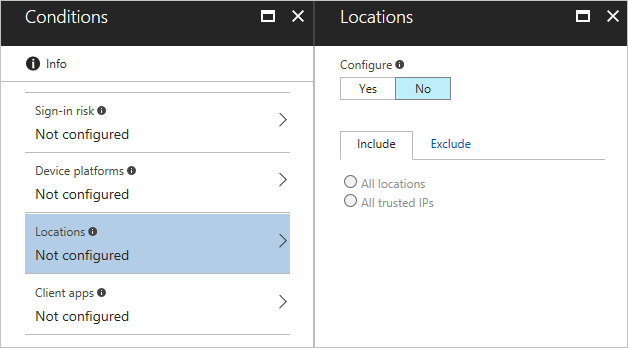 Conditions
Info
Sign-in risk
Not configured
Device platforms
Not configured
Locations
Not configured
Client apps
Not configured
Locations
Configure
Yes No
Include Exclude
All locations
All trusted IPs